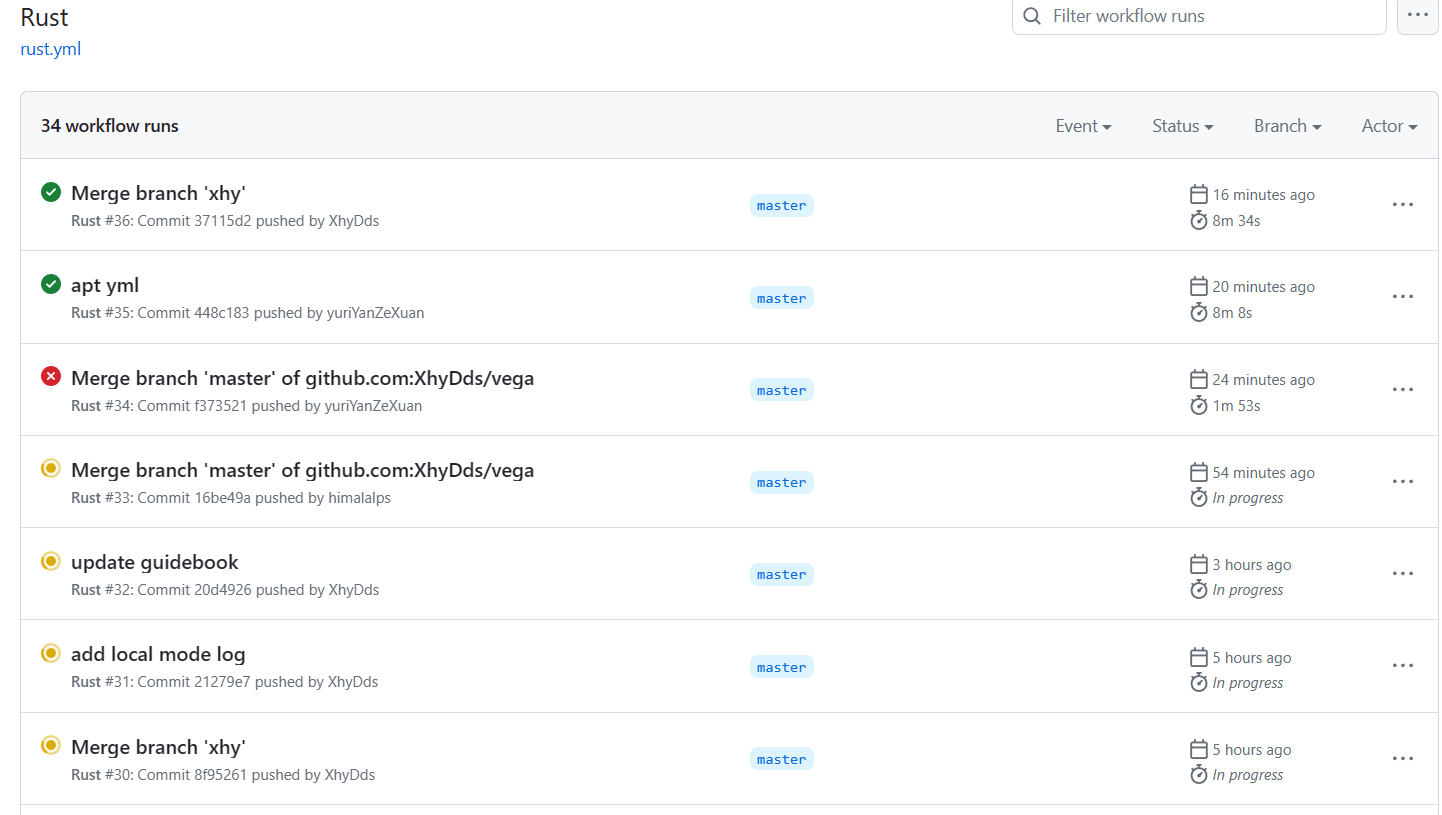 Rust
Filter workflow runs
rust.yml
34 workflow runs
Event
Status
Branch
Actor
Merge branch 'xhy'
Rust #36: Commit 37115d2 pushed by XhyDds
master
16 minutes ago
8m 34s
apt yml
Rust #35: Commit 448c183 pushed by yuriYanZeXuan
master
20 minutes ago
8m 8s
Merge branch 'master' of github.com:XhyDds/vega
Rust #34: Commit f373521 pushed by yuriYanZeXuan
master
24 minutes ago
1m 53s
Merge branch 'master' of github.com:XhyDds/vega
Rust #33: Commit 16be49a pushed by himalalps
master
54 minutes ago
In progress
update guidebook
Rust #32: Commit 20d4926 pushed by XhyDds
master
3 hours ago
In progress
add local mode log
Rust #31: Commit 21279e7 pushed by XhyDds
master
5 hours ago
In progress
Merge branch 'xhy'
Rust #30: Commit 8f95261 pushed by XhyDds
master
5 hours ago
In progress